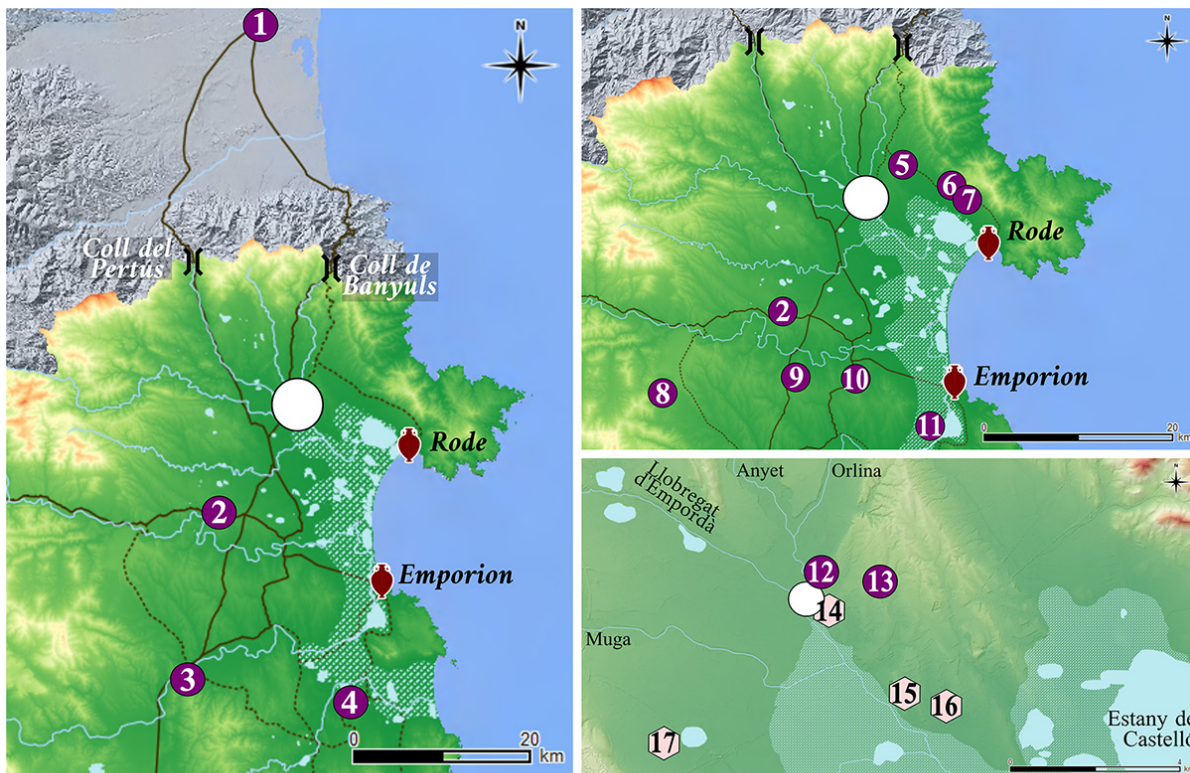 1
N
Coll del
Pertús
Coll de
Banyuls
Rode
2
Emporion
3
4
20
km
N
5
6
7
Rode
2
Emporion
8
9
10
11
0
20
km
Llobregat
d'Empordà
Anyet
Orlina
N
12
13
14
Muga
15
16
17
Estany de
Castelló
0
4